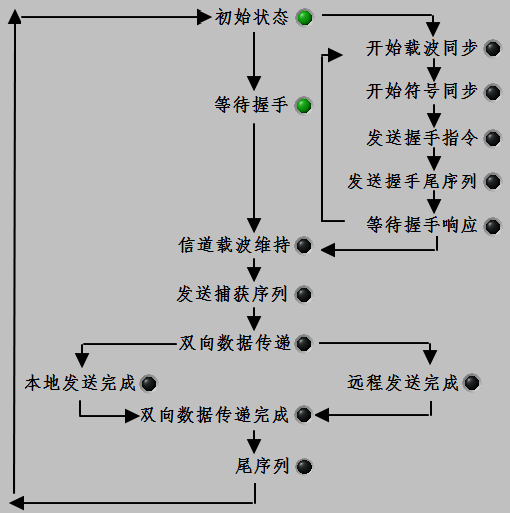 初始状态
开始载波同步
开始符号同步
等待握手
发送握手指令
发送握手尾序列
等待握手响应
信道载波维持
发送捕获序列
双向数据传递
本地发送完成
远程发送完成
双向数据传递完成
尾序列